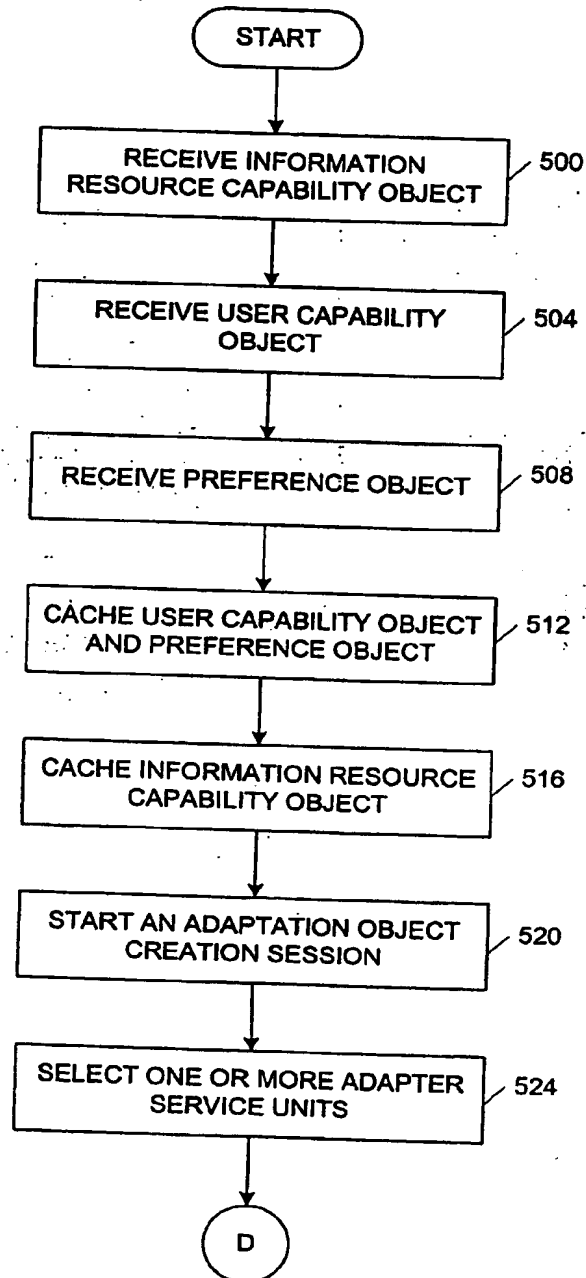 START
RECEIVE INFORMATION
RESOURCE CAPABILITY OBJECT
500
RECEIVE USER CAPABILITY
OBJECT
504
RECEIVE PREFERENCE OBJECT
508
CACHE USER CAPABILITY OBJECT
AND PREFERENCE OBJECT
512
CACHE INFORMATION RESOURCE
CAPABILITY OBJECT
516
START AN ADAPTATION OBJECT
CREATION SESSION
520
SELECT ONE OR MORE ADAPTER
SERVICE UNITS
524
D